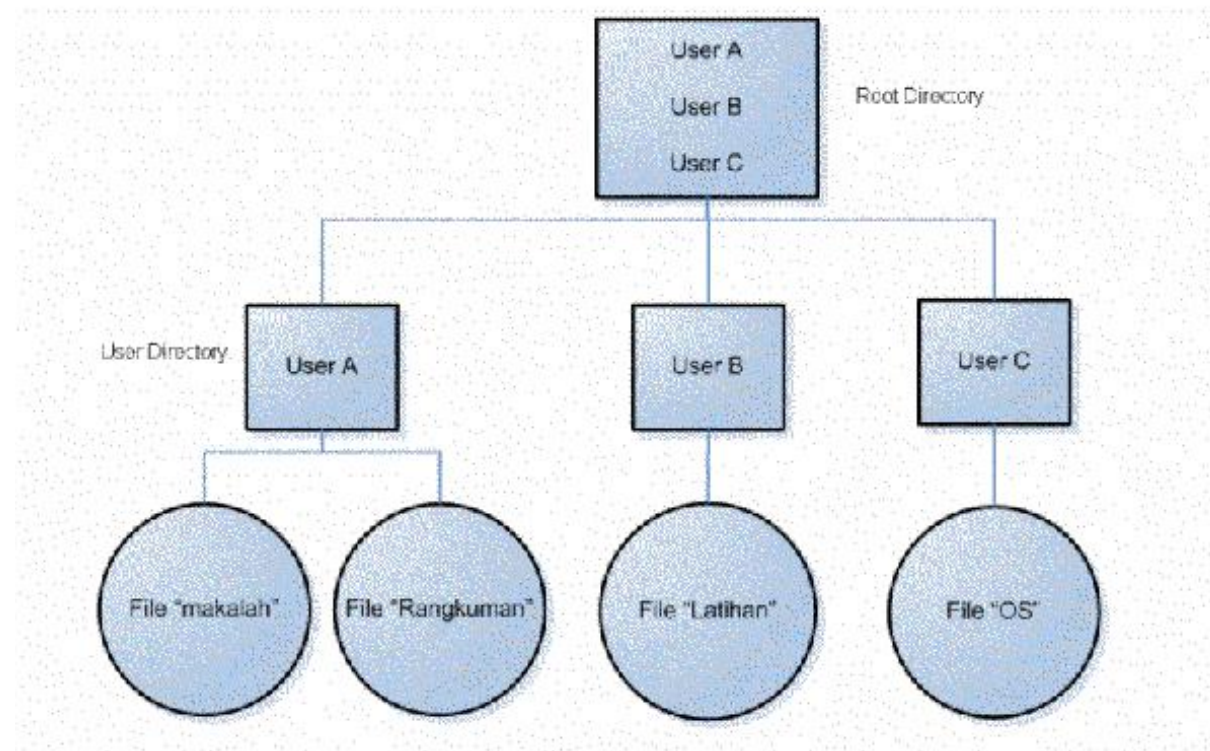 User A
User B
User C
Root Directory
User Directory
User A
User B
User C
File “makalah”
File “Rangkuman”
File “Latihan”
File “OS”